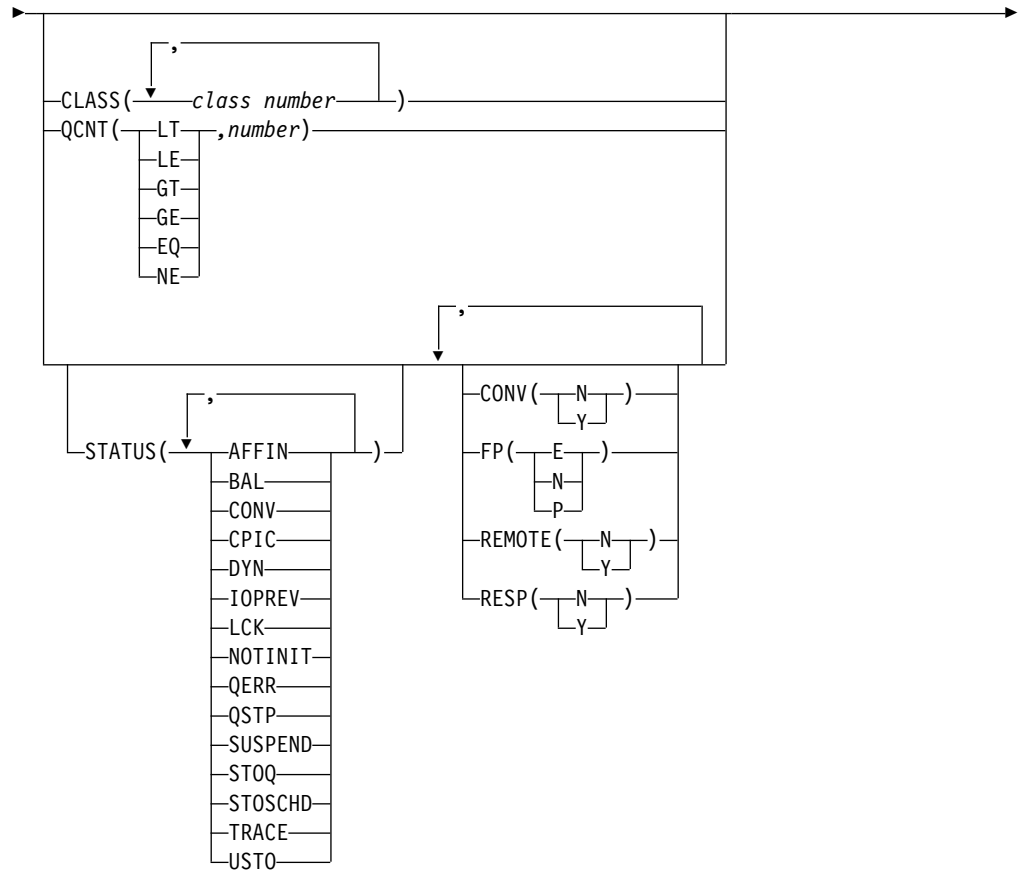 ,
CLASS( class number )
QCNT( LT ,number)
LE
GT
GE
EQ
NE
,
,
STATUS( AFFIN )
BAL
CONV
CPIC
DYN
IOPREV
LCK
NOTINIT
QERR
QSTP
SUSPEND
STOQ
STOSCHD
TRACE
USTO
CONV( N )
Y
FP( E )
N
P
REMOTE( N )
Y
RESP( N )
Y